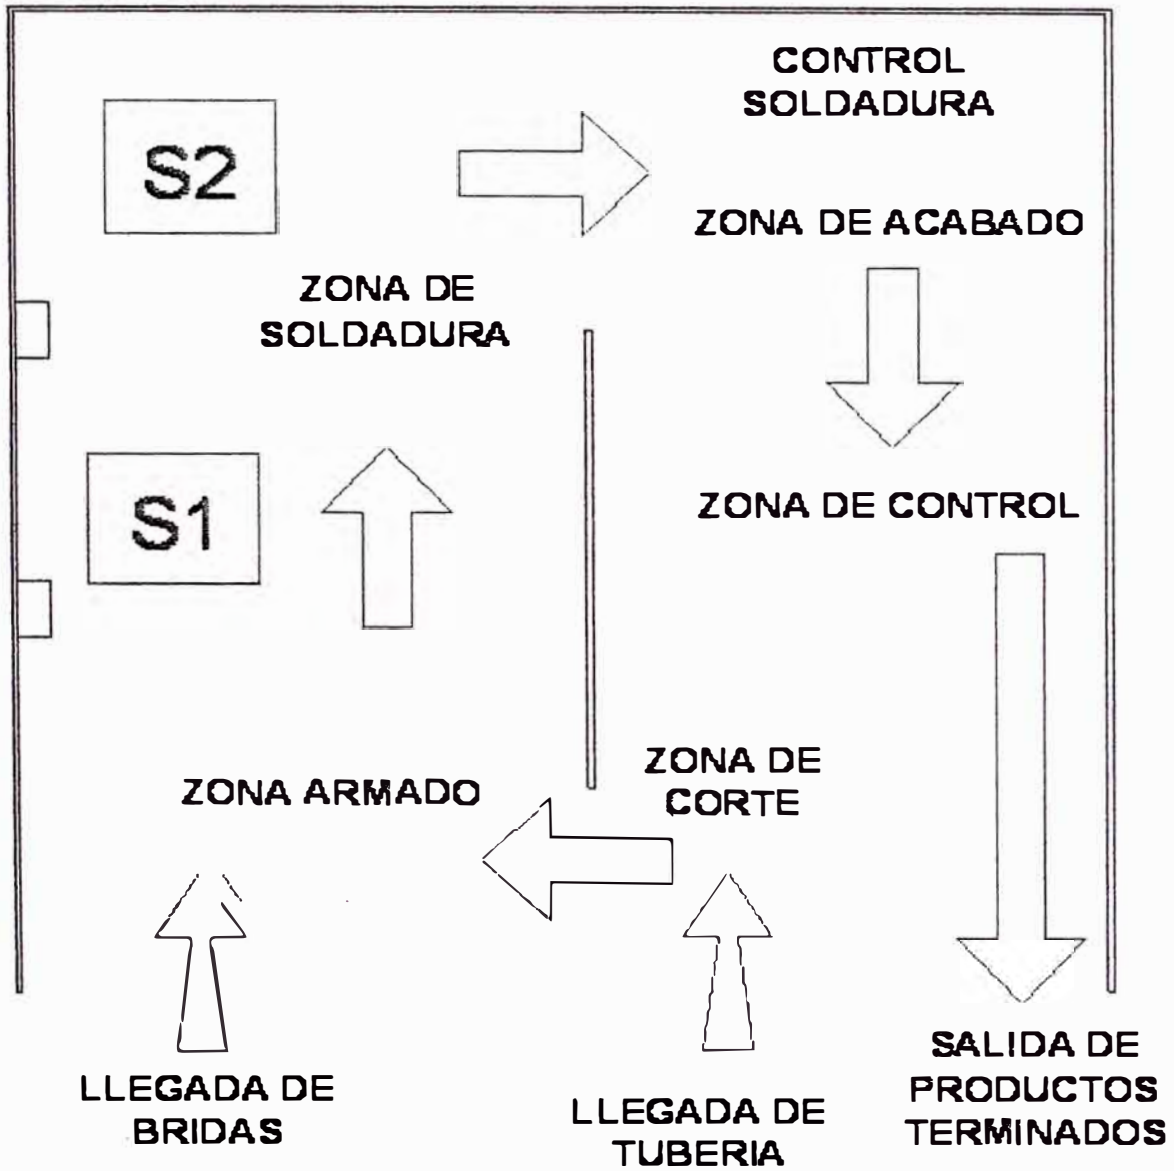 CONTROL
SOLDADURA
S2
ZONA DE ACABADO
ZONA DE
SOLDADURA
S1
ZONA DE CONTROL
ZONA ARMADO
ZONA DE
CORTE
LLEGADA DE
BRIDAS
LLEGADA DE
TUBERIA
SALIDA DE
PRODUCTOS
TERMINADOS